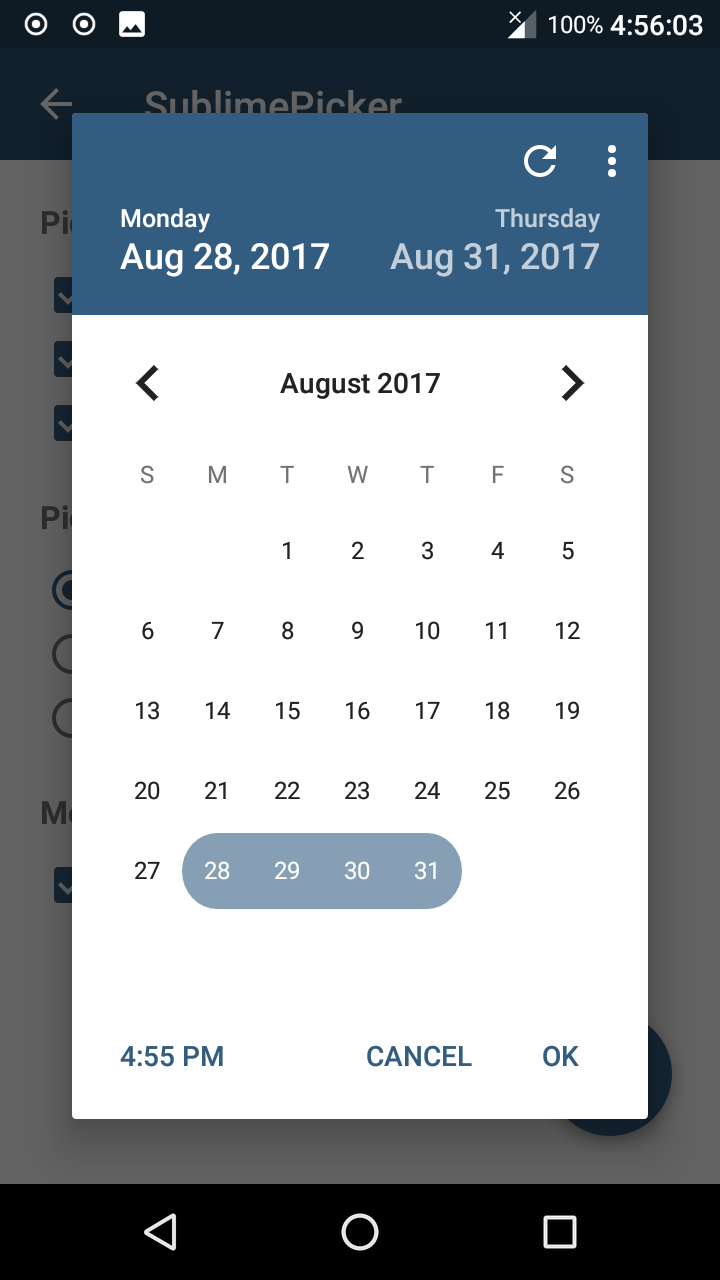 100% 4:56:03
SublimePicker
Monday Thursday
Aug 28, 2017 Aug 31, 2017
August 2017
S M T W T F S
1 2 3 4 5
6 7 8 9 10 11 12
13 14 15 16 17 18 19
20 21 22 23 24 25 26
27 28 29 30 31
4:55 PM CANCEL OK